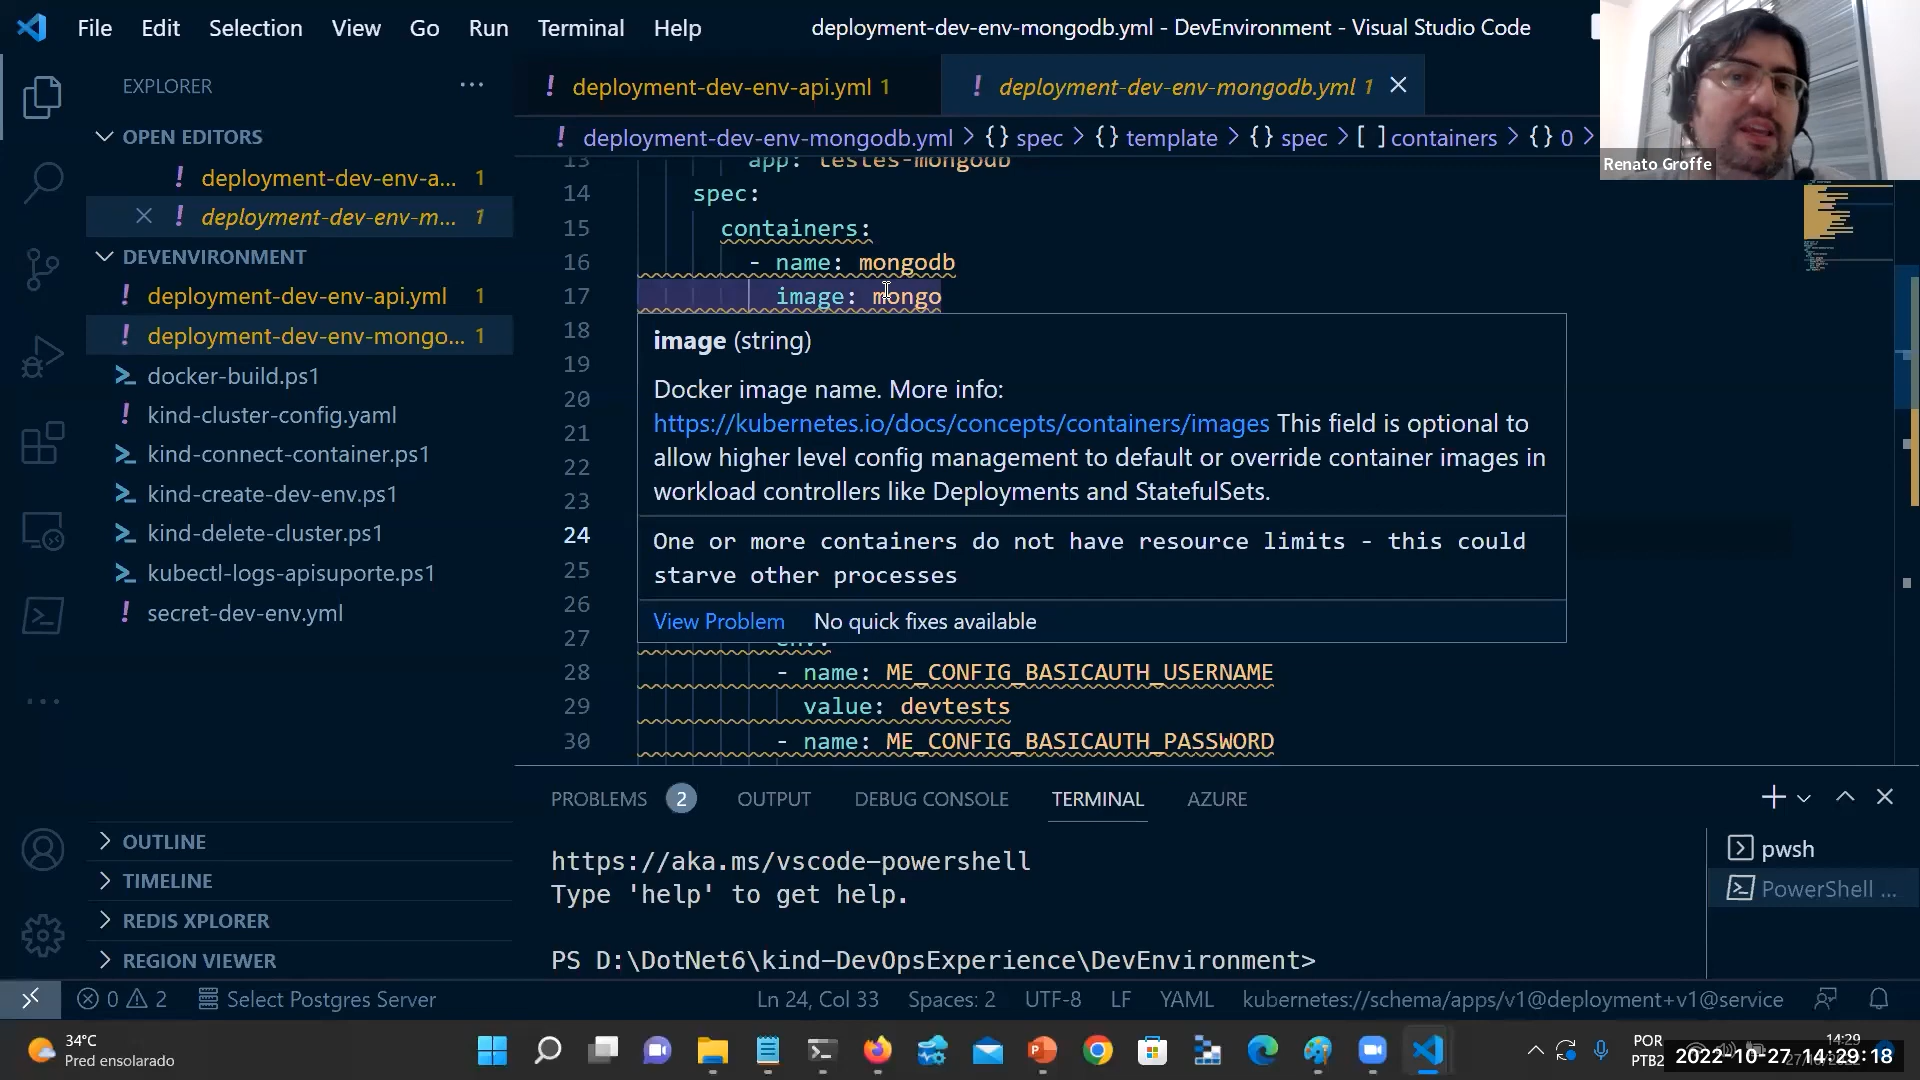 File Edit Selection View Go Run Terminal Help
deployment-dev-env-mongodb.yml - DevEnvironment - Visual Studio Code
EXPLORER
OPEN EDITORS
deployment-dev-env-a... 1
deployment-dev-env-m... 1
DEVENVIRONMENT
deployment-dev-env-api.yml 1
deployment-dev-env-mongo... 1
docker-build.ps1
kind-cluster-config.yaml
kind-connect-container.ps1
kind-create-dev-env.ps1
kind-delete-cluster.ps1
kubectl-logs-apisuporte.ps1
secret-dev-env.yml
OUTLINE
TIMELINE
REDIS XPLORER
REGION VIEWER
deployment-dev-env-api.yml 1
deployment-dev-env-mongodb.yml 1
deployment-dev-env-mongodb.yml > {} spec > {} template > {} spec > [ ] containers > {} 0 >
Renato Groffe
13 app: testes-mongodb
14 spec:
15 containers:
16 - name: mongodb
17 image: mongo
18
19
20
21
22
23
24
25
26
27 env:
28 - name: ME_CONFIG_BASICAUTH_USERNAME
29 value: devtests
30 - name: ME_CONFIG_BASICAUTH_PASSWORD
image (string)
Docker image name. More info:
https://kubernetes.io/docs/concepts/containers/images This field is optional to
allow higher level config management to default or override container images in
workload controllers like Deployments and StatefulSets.
One or more containers do not have resource limits - this could
starve other processes
View Problem No quick fixes available
PROBLEMS 2 OUTPUT DEBUG CONSOLE TERMINAL AZURE
https://aka.ms/vscode-powershell
Type 'help' to get help.
PS D:\DotNet6\kind-DevOpsExperience\DevEnvironment>
pwsh
PowerShell ...
0 2 Select Postgres Server Ln 24, Col 33 Spaces: 2 UTF-8 LF YAML kubernetes://schema/apps/v1@deployment+v1@service
34°C
Pred ensolarado
POR
PTB2
14:29
2022-10-27 14:29:18